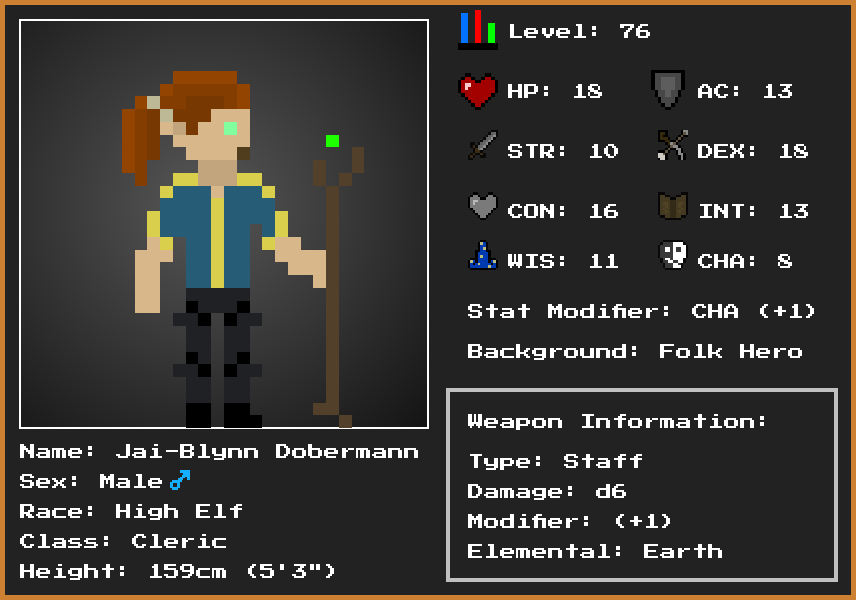 Level: 76
HP: 18
AC: 13
STR: 10
DEX: 18
CON: 16
INT: 13
WIS: 11
CHA: 8
Stat Modifier: CHA (+1)
Background: Folk Hero
Weapon Information:
Type: Staff
Damage: d6
Modifier: (+1)
Elemental: Earth
Name: Jai-Blynn Dobermann
Sex: Male♂
Race: High Elf
Class: Cleric
Height: 159cm (5'3")